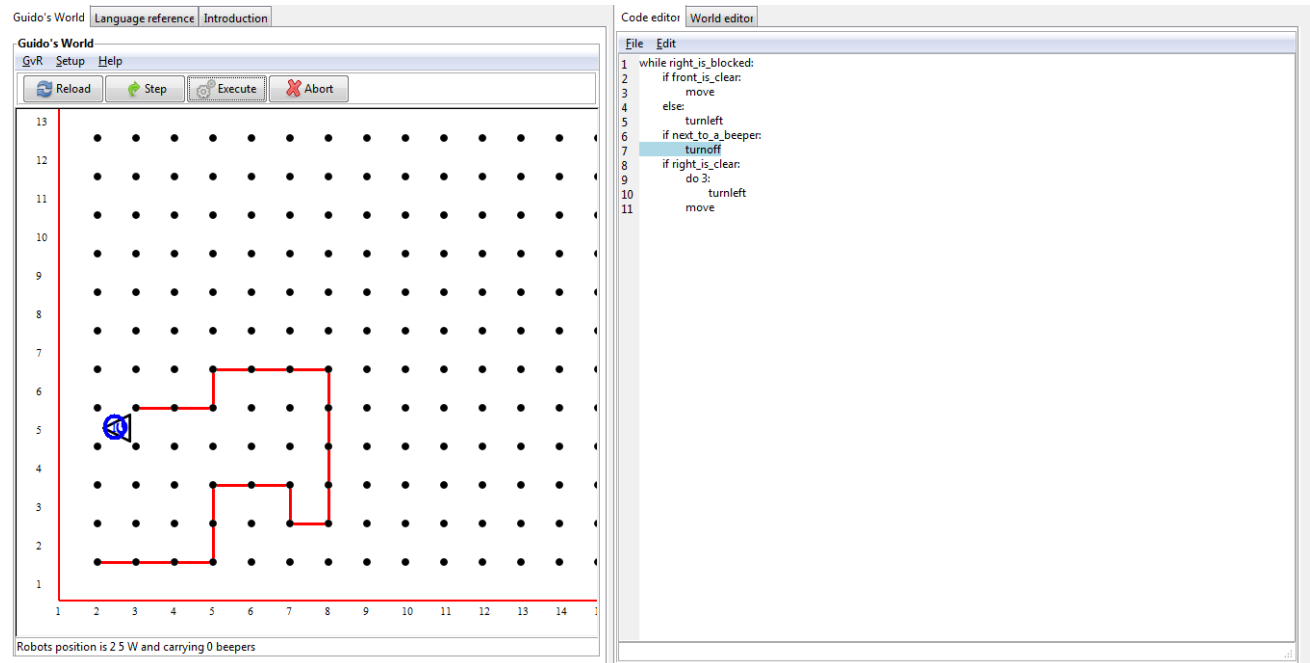 Guido's World Language reference Introduction
Guido's World
GvR Setup Help
Reload Step Execute Abort
13
12
11
10
9
8
7
6
5
4
3
2
1
1 2 3 4 5 6 7 8 9 10 11 12 13 14
Robots position is 2 5 W and carrying 0 beepers
Code editor World editor
File Edit
1 while right_is_blocked:
2 if front_is_clear:
3 move
4 else:
5 turnleft
6 if next_to_a_beeper:
7 turnoff
8 if right_is_clear:
9 do 3:
10 turnleft
11 move